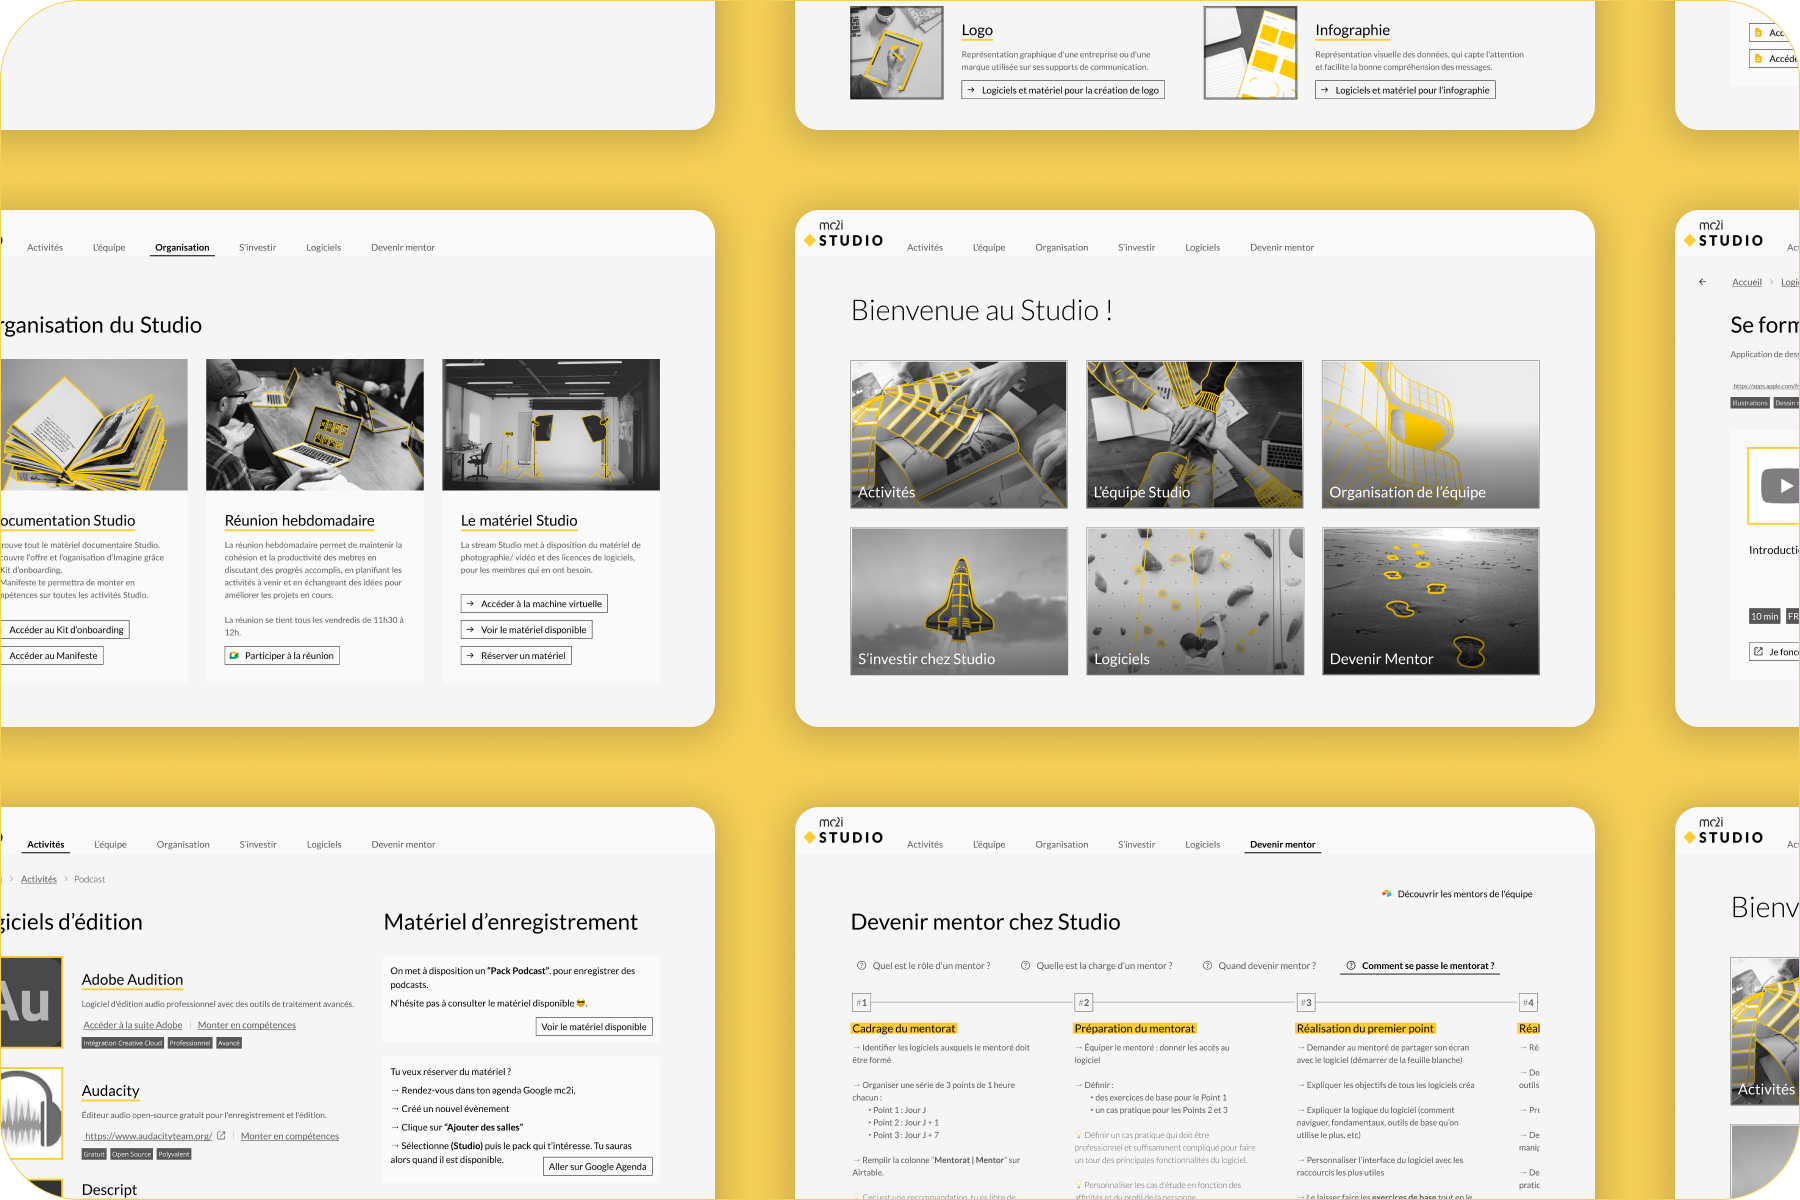 Logo
Représentation graphique d'une entreprise ou d'une
marque utilisée sur ses supports de communication.
→ Logiciels et matériel pour la création de logo
Infographie
Représentation visuelle des données, qui capte l'attention
et facilite la bonne compréhension des messages.
→ Logiciels et matériel pour l'infographie
Activités L'équipe Organisation S'investir Logiciels Devenir mentor
rganisation du Studio
ocumentation Studio
rouve tout le matériel documentaire Studio.
couvre l'offre et l'oganisation d'Imagine grâce
Kit d'onboarding.
Manifeste te permettra de monter en
mpétences sur toutes les activités Studio.
Accéder au Kit d'onboarding
Accéder au Manifeste
Réunion hebdomadaire
La réunion hebdomadaire permet de maintenir la
cohésion et la productivité des mebres en
discutant des progrès accomplis, en planifiant les
activités à venir et en échangeant des idées pour
améliorer les projets en cours.
La réunion se tient tous les vendredis de 11h30 à
12h.
Participer à la réunion
Le matériel Studio
La stream Studio met à disposition du matériel de
photographie/ vidéo et des licences de logiciels,
pour les membres qui en ont besoin.
→ Accéder à la machine virtuelle
→ Voir le matériel disponible
→ Réserver un matériel
mc2i
STUDIO
Activités L'équipe Organisation S'investir Logiciels Devenir mentor
Bienvenue au Studio !
Activités
L'équipe Studio
Organisation de l'équipe
S'investir chez Studio
Logiciels
Devenir Mentor
mc2i
STUDIO
← Accueil >
Se form
Application de dess
Illustrations
Introductio
10 min FR
Je fonc
Activités L'équipe Organisation S'investir Logiciels Devenir mentor
> Activités > Podcast
giciels d'édition
Au
Adobe Audition
Logiciel d'édition audio professionnel avec des outils de traitement avancés.
Accéder à la suite Adobe | Monter en compétences
Intégration Creative Cloud Professionnel Avancé
Audacity
Éditeur audio open-source gratuit pour l'enregistrement et l'édition.
https://www.audacityteam.org/ | Monter en compétences
Gratuit Open Source Polyvalent
Descript
Matériel d'enregistrement
On met à disposition un "Pack Podcast". pour enregistrer des
podcasts.
N'hésite pas à consulter le matériel disponible 😎.
Voir le matériel disponible
Tu veux réserver du matériel ?
→ Rendez-vous dans ton agenda Google mc2i,
→ Créé un nouvel évènement
→ Clique sur "Ajouter des salles"
→ Sélectionne (Studio) puis le pack qui t'intéresse. Tu sauras
alors quand il est disponible.
Aller sur Google Agenda
mc2i
STUDIO
Activités L'équipe Organisation S'investir Logiciels Devenir mentor
Découvrir les mentors de l'équipe
Devenir mentor chez Studio
Quel est le rôle d'un mentor ? Quelle est la charge d'un mentor ? Quand devenir mentor ? Comment se passe le mentorat ?
#1
Cadrage du mentorat
→ Identifier les logiciels auxquels le mentoré doit
être formé
→ Organiser une série de 3 points de 1 heure
chacun :
• Point 1 : Jour J
• Point 2 : Jour J + 1
• Point 3 : Jour J + 7
→ Remplir la colonne "Mentorat | Mentor" sur
Airtable.
Ceci est une recommandation, tu es libre de
#2
Préparation du mentorat
→ Équiper le mentoré : donner les accès au
logiciel
→ Définir :
• des exercices de base pour le Point 1
• un cas pratique pour les Points 2 et 3
Définir un cas pratique qui doit être
professionnel et suffisamment compliqué pour faire
un tour des principales fonctionnalités du logiciel.
Personnaliser les cas d'étude en fonction des
affinités et du profil de la personne
#3
Réalisation du premier point
→ Demander au mentoré de partager son écran
avec le logiciel (démarrer de la feuille blanche)
→ Expliquer les objectifs de tous les logiciels créa
→ Expliquer la logique du logiciel (comment
naviguer, fondamentaux, outils de base qu'on
utilise le plus, etc)
→ Personnaliser l'interface du logiciel avec les
raccourcis les plus utiles
→ Le laisser faire les exercices de base tout en le
#4
Réal
→ Ré
→ De
outils
→ Pré
→ De
→ De
mc2i
STUDIO
Bienv
Activités